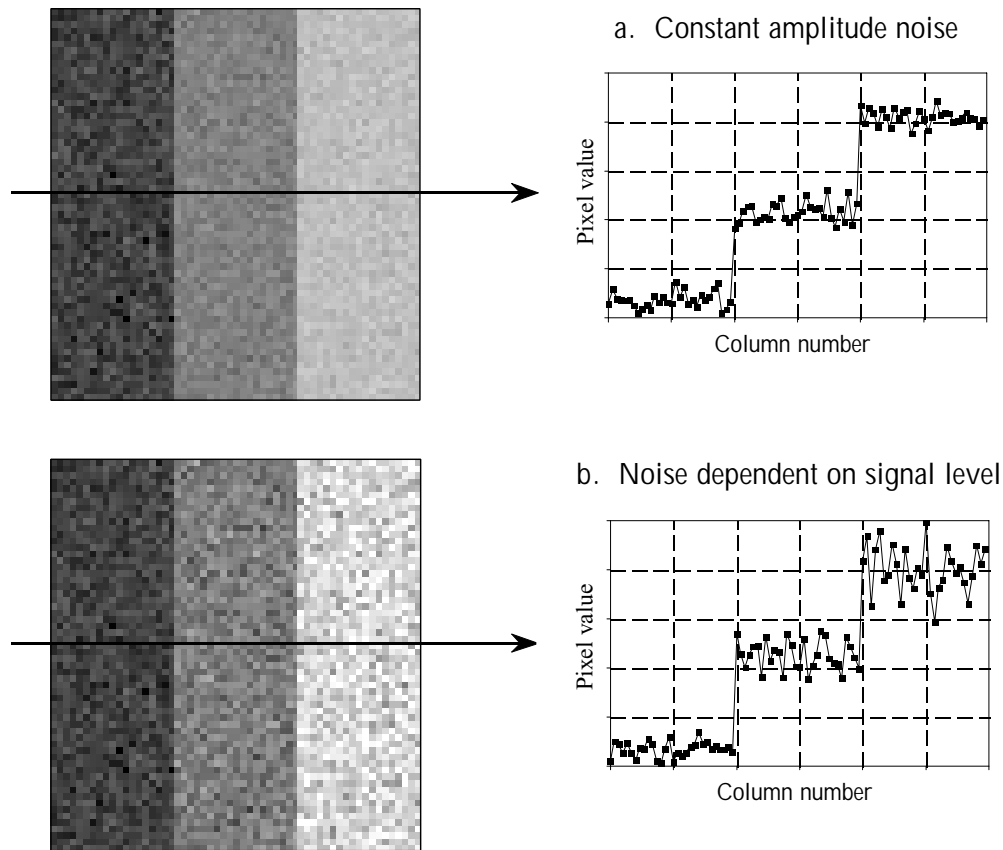 a. Constant amplitude noise
Pixel value
Column number
b. Noise dependent on signal level
Pixel value
Column number